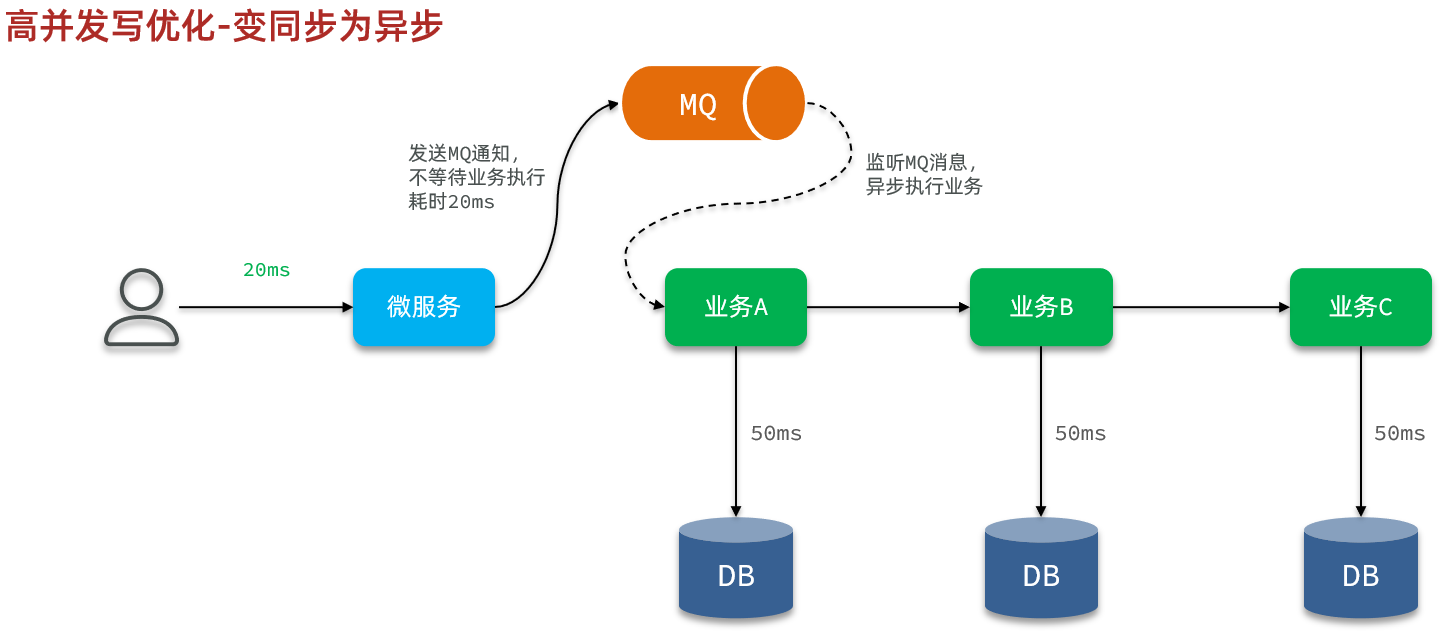 高并发写优化-变同步为异步
MQ
发送MQ通知,
不等待业务执行
耗时20ms
监听MQ消息,
异步执行业务
20ms
微服务
业务A
业务B
业务C
50ms
50ms
50ms
DB
DB
DB